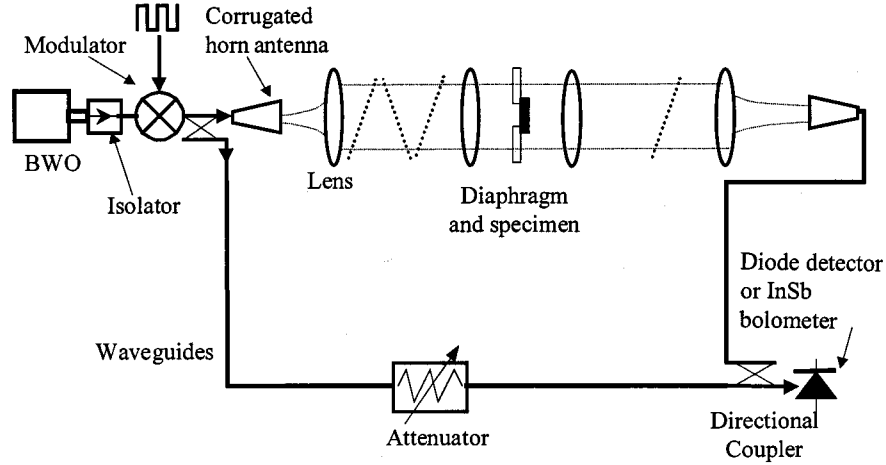 Corrugated
horn antenna
Modulator
BWO
Isolator
Lens
Diaphragm
and specimen
Diode detector
or InSb
bolometer
Waveguides
Attenuator
Directional
Coupler